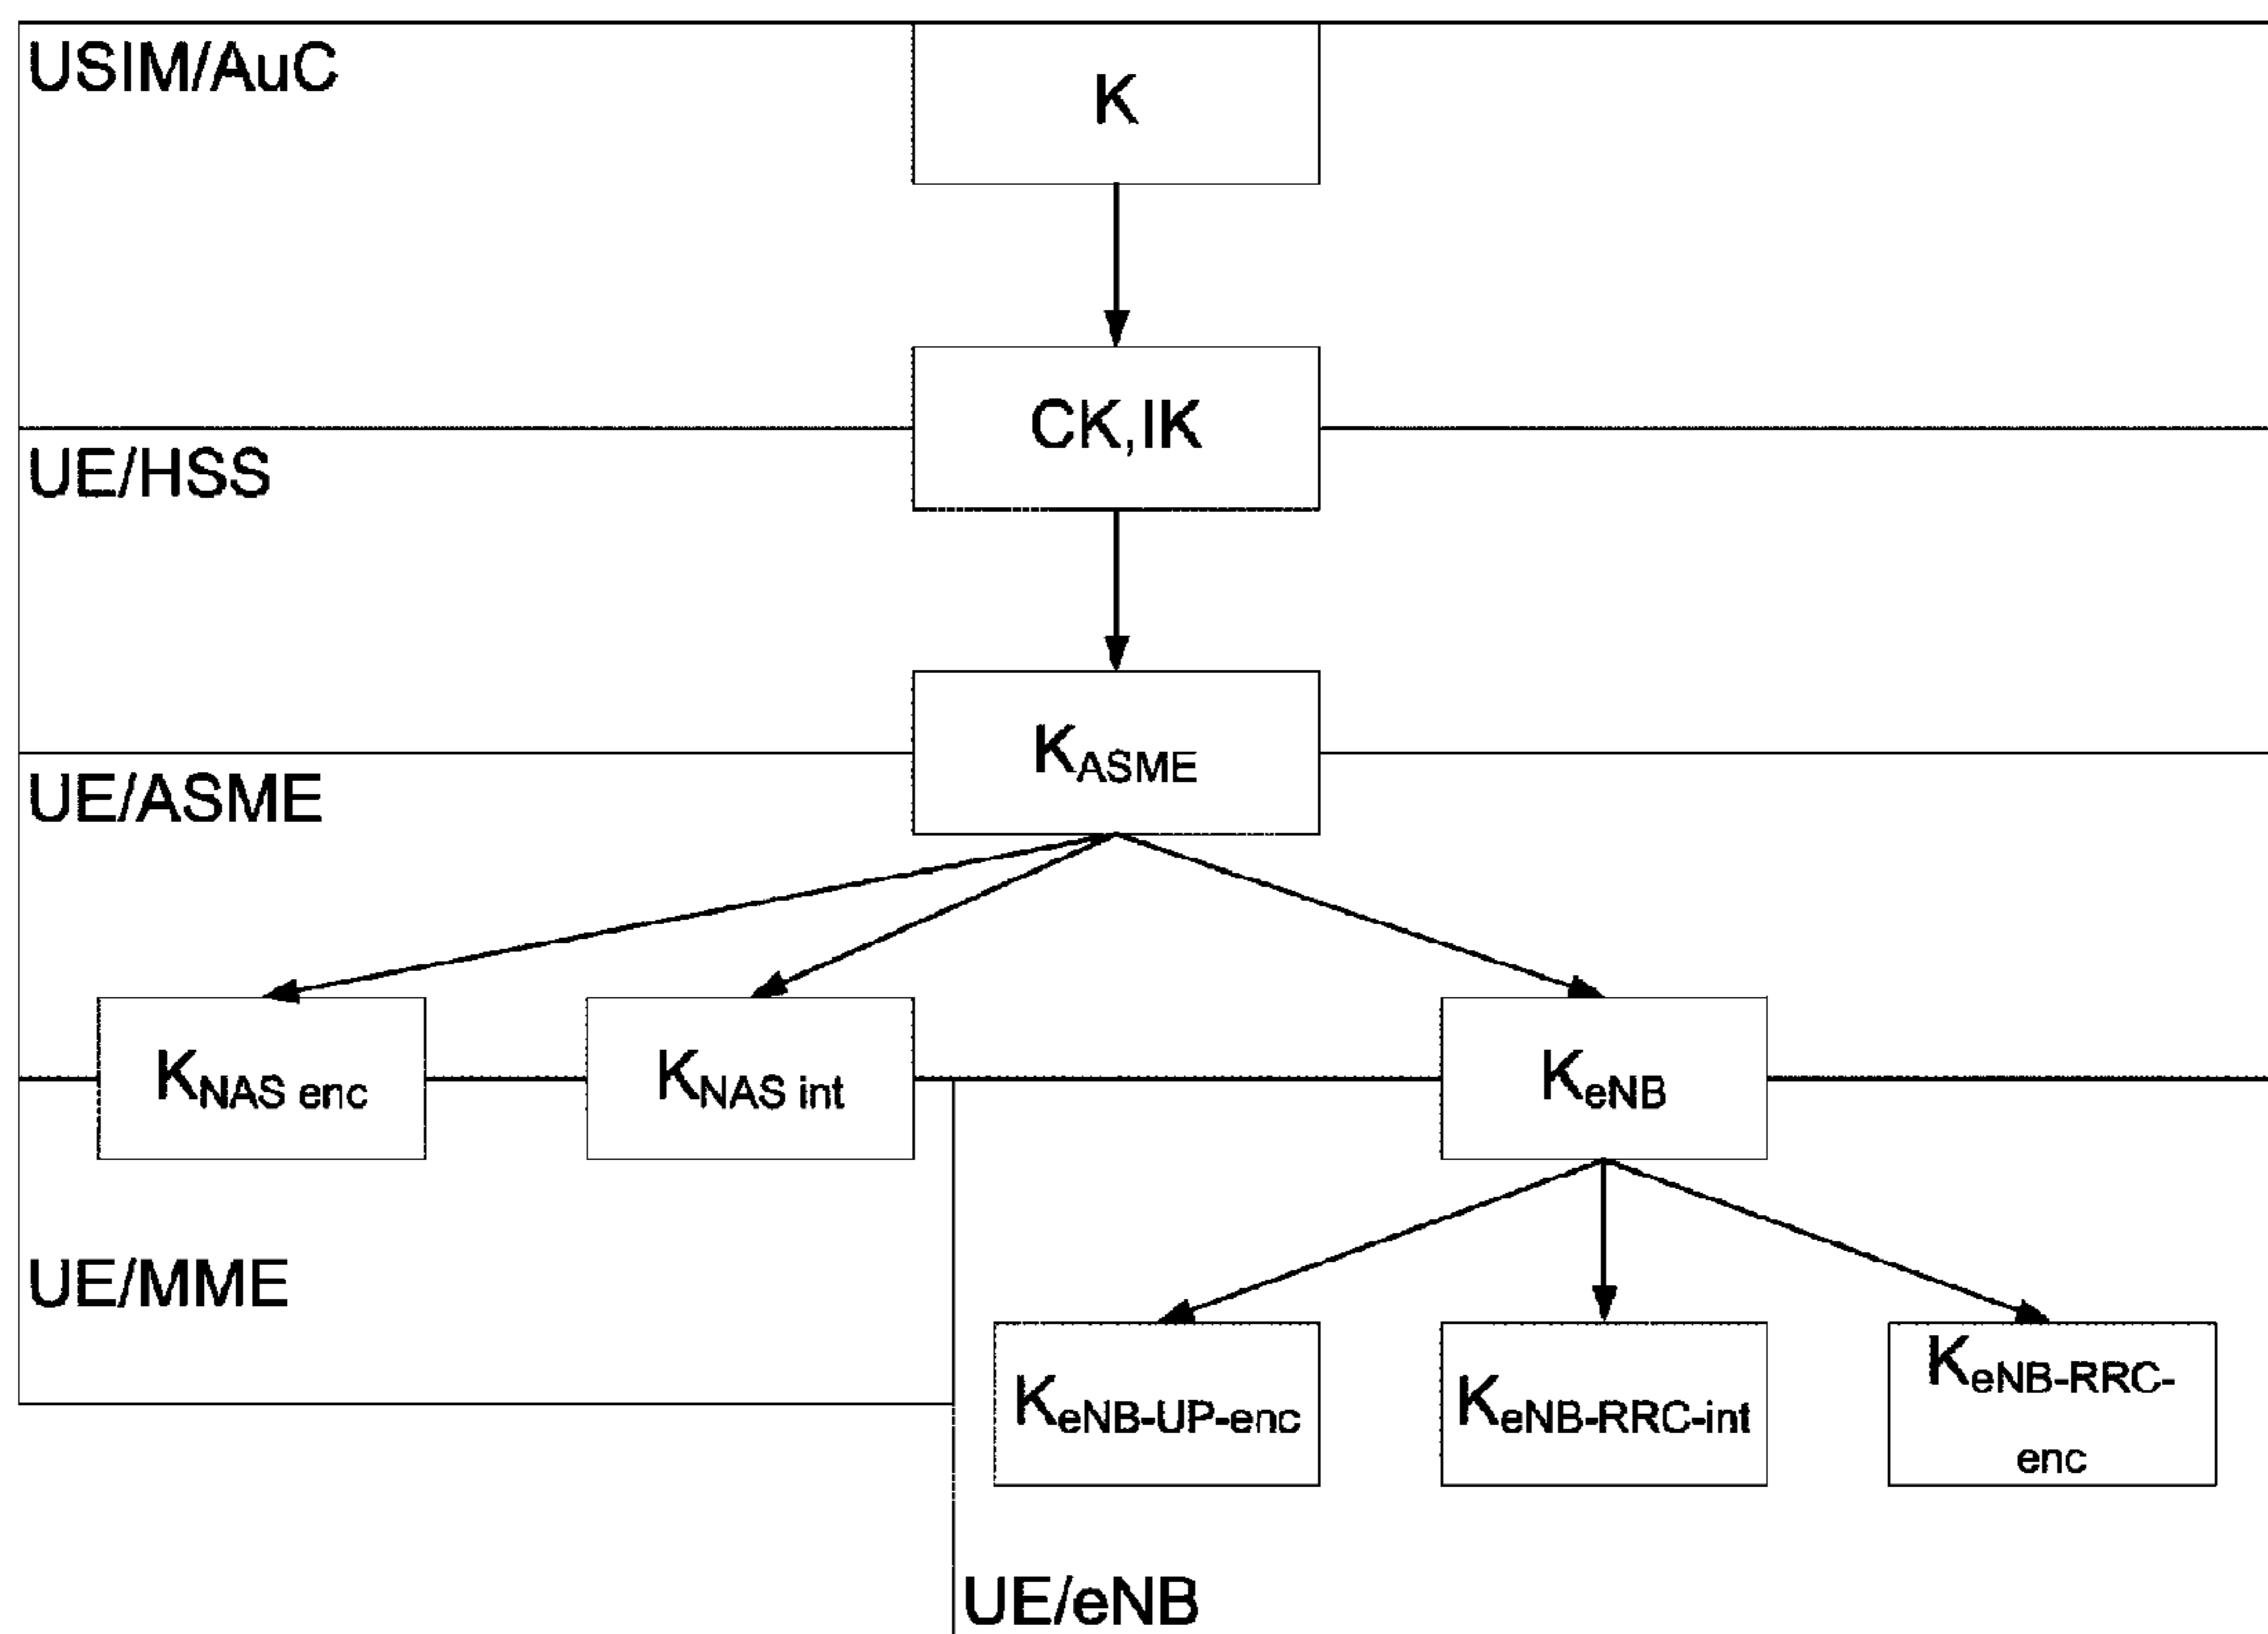 USIM/AuC
K
CK,IK
UE/HSS
KASME
UE/ASME
KNAS enc
KNAS int
KeNB
UE/MME
KeNB-UP-enc
KeNB-RRC-int
KeNB-RRC-
enc
UE/eNB